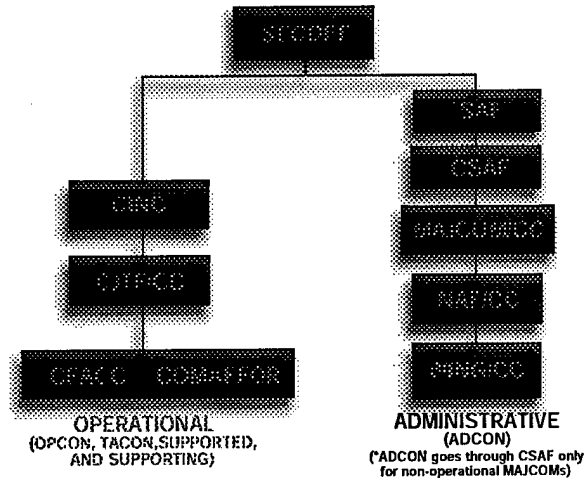 SECDEF
SAF
CSAF
CINC
MAJCOM/CC
CJTF/CC
NAF/CC
CFACC COMAFFOR
WING/CC
OPERATIONAL
(OPCON, TACON,SUPPORTED,
AND SUPPORTING)
ADMINISTRATIVE
(ADCON)
(*ADCON goes through CSAF only
for non-operational MAJCOMs)